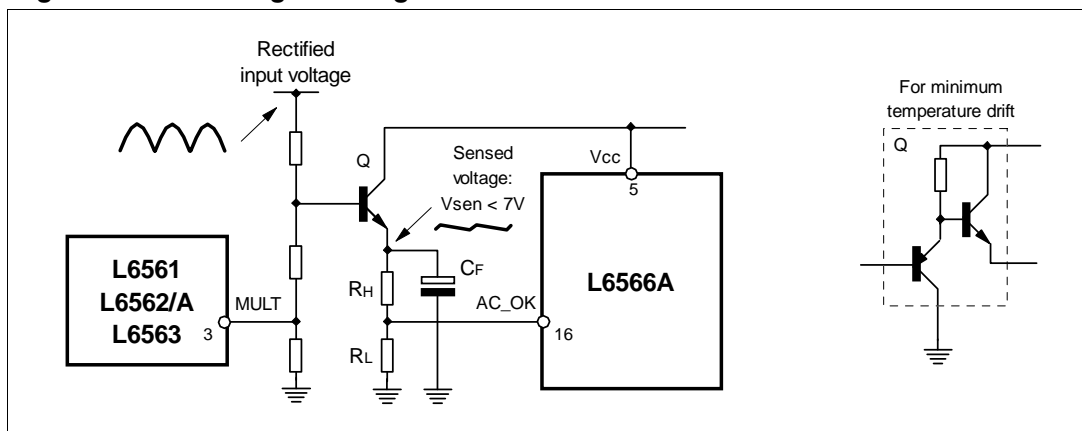 Rectified
input voltage
Q
Sensed
voltage:
Vsen < 7V
Vcc
5
L6561
L6562/A
L6563
MULT
3
RH
CF
RL
AC_OK
16
L6566A
For minimum
temperature drift
Q